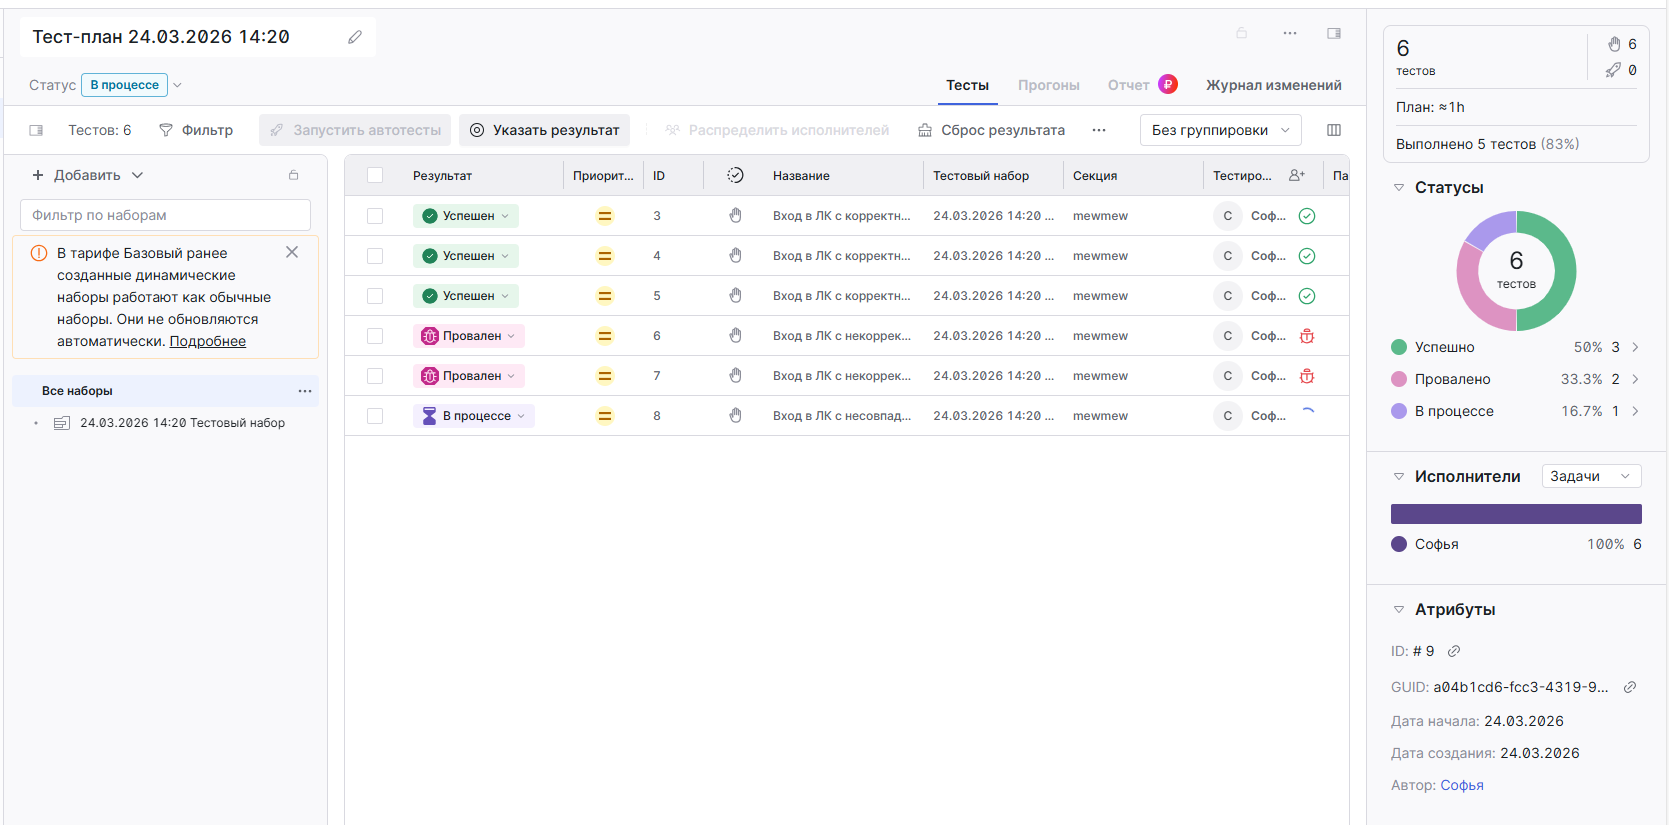 Тест-план 24.03.2026 14:20
Статус В процессе
Тесты Прогоны Отчет ₽ Журнал изменений
Тестов: 6 Фильтр Запустить автотесты Указать результат Распределить исполнителей Сброс результата Без группировки
Добавить
Фильтр по наборам
В тарифе Базовый ранее
созданные динамические
наборы работают как обычные
наборы. Они не обновляются
автоматически. Подробнее
Все наборы
24.03.2026 14:20 Тестовый набор
Результат Приорит... ID Название Тестовый набор Секция Тестиро... Па
Успешен 3 Вход в ЛК с корректн... 24.03.2026 14:20 ... mewmew С Соф...
Успешен 4 Вход в ЛК с корректн... 24.03.2026 14:20 ... mewmew С Соф...
Успешен 5 Вход в ЛК с корректн... 24.03.2026 14:20 ... mewmew С Соф...
Провален 6 Вход в ЛК с некоррек... 24.03.2026 14:20 ... mewmew С Соф...
Провален 7 Вход в ЛК с некоррек... 24.03.2026 14:20 ... mewmew С Соф...
В процессе 8 Вход в ЛК с несовпад... 24.03.2026 14:20 ... mewmew С Соф...
6 6
тестов 0
План: ≈1h
Выполнено 5 тестов (83%)
Статусы
6
тестов
Успешно 50% 3
Провалено 33.3% 2
В процессе 16.7% 1
Исполнители Задачи
Софья 100% 6
Атрибуты
ID: # 9
GUID: a04b1cd6-fcc3-4319-9...
Дата начала: 24.03.2026
Дата создания: 24.03.2026
Автор: Софья